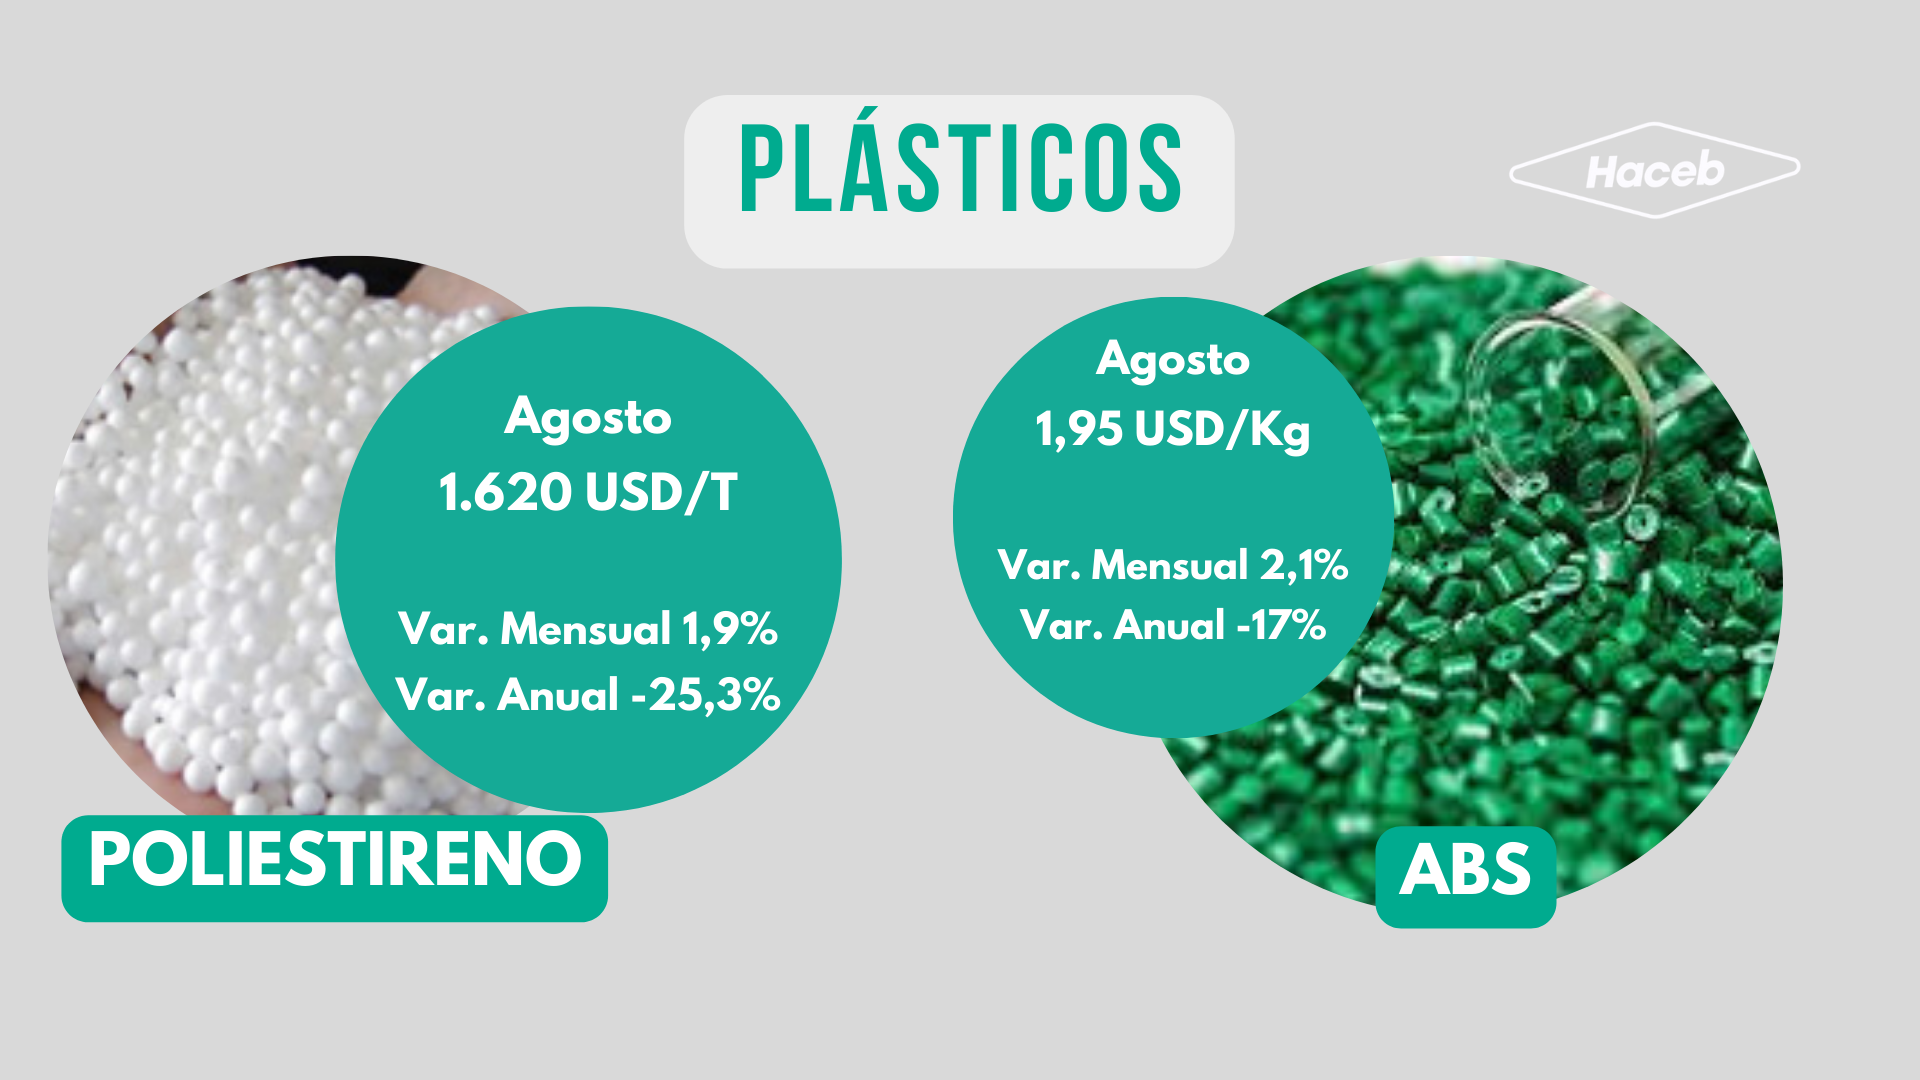 PLÁSTICOS
Haceb
Agosto
1.620 USD/T
Var. Mensual 1,9%
Var. Anual -25,3%
POLIESTIRENO
Agosto
1,95 USD/Kg
Var. Mensual 2,1%
Var. Anual -17%
ABS